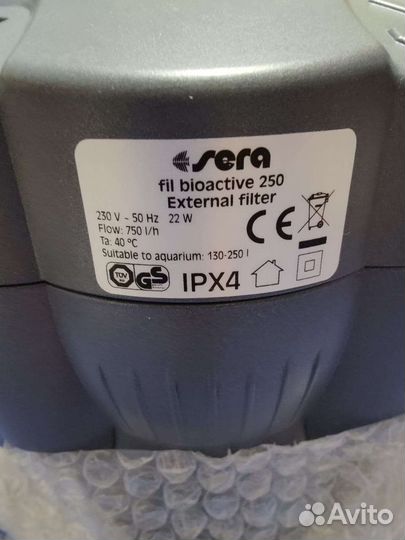 sera
fil bioactive 250
External filter
230 V ~ 50 Hz 22 W
Flow: 750 l/h
Ta: 40 °C
Suitable to aquarium: 130-250 l
CE
TÜV GS IPX4
Avito